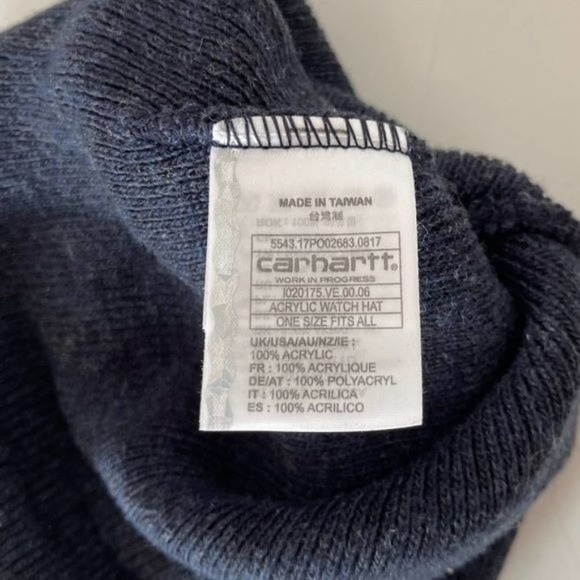 MADE IN TAIWAN
台灣製
5543.17PO02683.0817
carhartt®
WORK IN PROGRESS
I020175.VE.00.06
ACRYLIC WATCH HAT
ONE SIZE FITS ALL
UK/USA/AU/NZ/IE :
100% ACRYLIC
FR : 100% ACRYLIQUE
DE/AT : 100% POLYACRYL
IT : 100% ACRILICA
ES : 100% ACRILICO